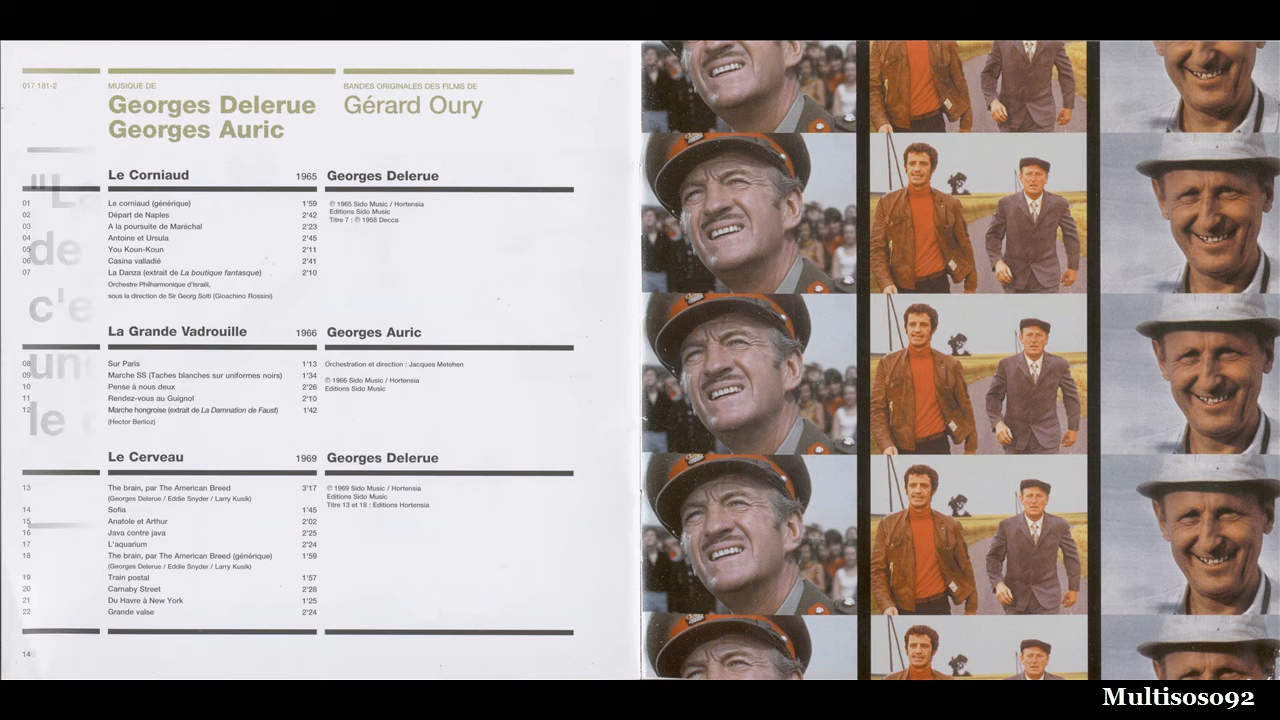 017 181-2
MUSIQUE DE
Georges Delerue
Georges Auric
BANDES ORIGINALES DES FILMS DE
Gérard Oury
"L
de
c'e
un
le
Le Corniaud 1965 Georges Delerue
01 Le corniaud (générique) 1'59
02 Départ de Naples 2'42
03 A la poursuite de Maréchal 2'23
04 Antoine et Ursula 2'45
05 You Koun-Koun 2'11
06 Casina valladié 2'41
07 La Danza (extrait de La boutique fantasque) 2'10
Orchestre Philharmonique d'Israël,
sous la direction de Sir Georg Solti (Gioachino Rossini)
℗ 1965 Sido Music / Hortensia
Editions Sido Music
Titre 7 : ℗ 1958 Decca
La Grande Vadrouille 1966 Georges Auric
08 Sur Paris 1'13
09 Marche SS (Taches blanches sur uniformes noirs) 1'34
10 Pense à nous deux 2'26
11 Rendez-vous au Guignol 2'10
12 Marche hongroise (extrait de La Damnation de Faust) 1'42
(Hector Berlioz)
Orchestration et direction : Jacques Metehen
℗ 1966 Sido Music / Hortensia
Editions Sido Music
Le Cerveau 1969 Georges Delerue
13 The brain, par The American Breed 3'17
(Georges Delerue / Eddie Snyder / Larry Kusik)
14 Sofia 1'45
15 Anatole et Arthur 2'02
16 Java contre java 2'25
17 L'aquarium 2'24
18 The brain, par The American Breed (générique) 1'59
(Georges Delerue / Eddie Snyder / Larry Kusik)
19 Train postal 1'57
20 Carnaby Street 2'28
21 Du Havre à New York 1'25
22 Grande valse 2'24
℗ 1969 Sido Music / Hortensia
Editions Sido Music
Titre 13 et 18 : Editions Hortensia
14
Multisoso92